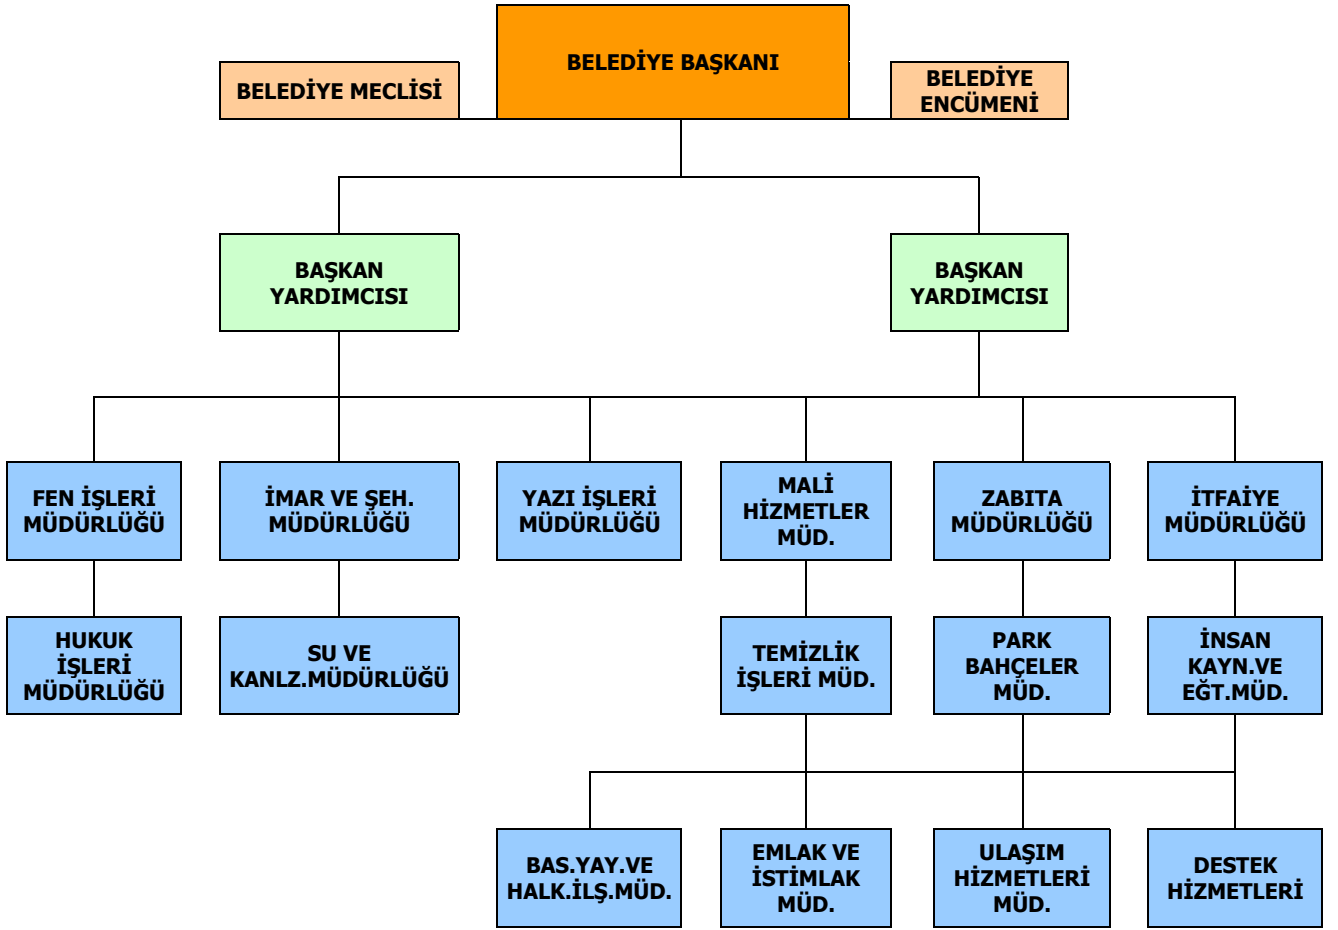 BELEDİYE BAŞKANI
BELEDİYE MECLİSİ
BELEDİYE
ENCÜMENİ
BAŞKAN
YARDIMCISI
BAŞKAN
YARDIMCISI
FEN İŞLERİ
MÜDÜRLÜĞÜ
İMAR VE ŞEH.
MÜDÜRLÜĞÜ
YAZI İŞLERİ
MÜDÜRLÜĞÜ
MALİ
HİZMETLER
MÜD.
ZABITA
MÜDÜRLÜĞÜ
İTFAİYE
MÜDÜRLÜĞÜ
HUKUK
İŞLERİ
MÜDÜRLÜĞÜ
SU VE
KANLZ.MÜDÜRLÜĞÜ
TEMİZLİK
İŞLERİ MÜD.
PARK
BAHÇELER
MÜD.
İNSAN
KAYN.VE
EĞT.MÜD.
BAS.YAY.VE
HALK.İLŞ.MÜD.
EMLAK VE
İSTİMLAK
MÜD.
ULAŞIM
HİZMETLERİ
MÜD.
DESTEK
HİZMETLERİ